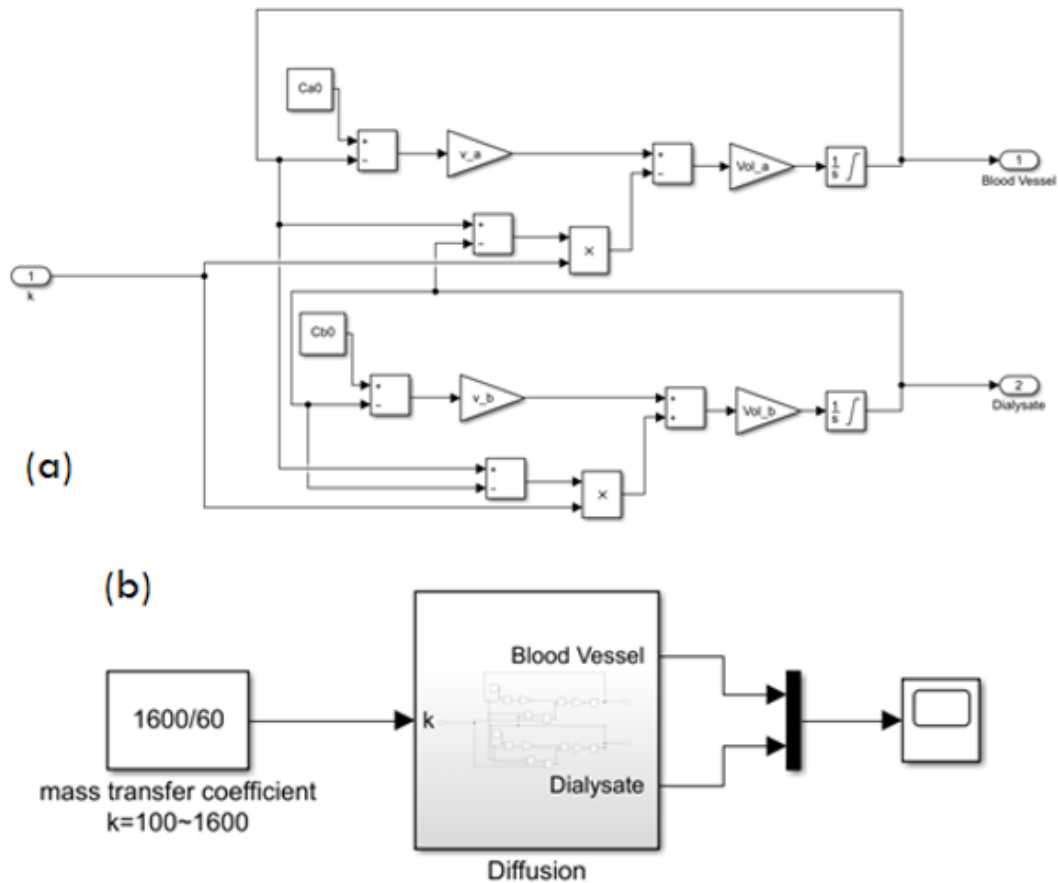 Ca0
+
−
v_a
+
−
Vol_a
1
s
1
Blood Vessel
+
−
×
1
k
Cb0
+
−
v_b
+
+
Vol_b
1
s
2
Dialysate
+
−
×
(a)
(b)
1600/60
mass transfer coefficient
k=100~1600
k
Blood Vessel
Dialysate
Diffusion